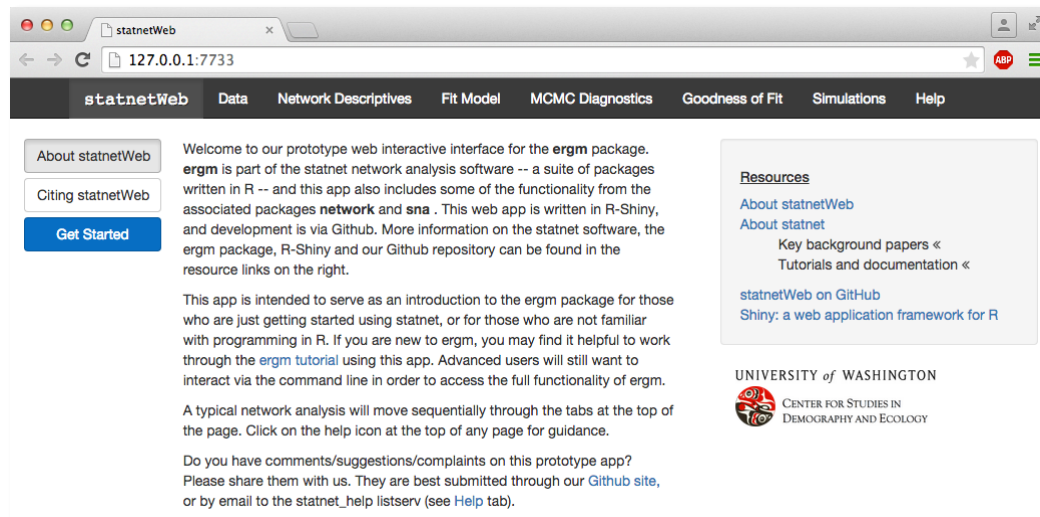 statnetWeb
127.0.0.1:7733
ABP
statnetWeb Data Network Descriptives Fit Model MCMC Diagnostics Goodness of Fit Simulations Help
About statnetWeb
Citing statnetWeb
Get Started
Welcome to our prototype web interactive interface for the ergm package.
ergm is part of the statnet network analysis software -- a suite of packages
written in R -- and this app also includes some of the functionality from the
associated packages network and sna . This web app is written in R-Shiny,
and development is via Github. More information on the statnet software, the
ergm package, R-Shiny and our Github repository can be found in the
resource links on the right.
This app is intended to serve as an introduction to the ergm package for those
who are just getting started using statnet, or for those who are not familiar
with programming in R. If you are new to ergm, you may find it helpful to work
through the ergm tutorial using this app. Advanced users will still want to
interact via the command line in order to access the full functionality of ergm.
A typical network analysis will move sequentially through the tabs at the top of
the page. Click on the help icon at the top of any page for guidance.
Do you have comments/suggestions/complaints on this prototype app?
Please share them with us. They are best submitted through our Github site,
or by email to the statnet_help listserv (see Help tab).
Resources
About statnetWeb
About statnet
Key background papers «
Tutorials and documentation «
statnetWeb on GitHub
Shiny: a web application framework for R
UNIVERSITY of WASHINGTON
CENTER FOR STUDIES IN
DEMOGRAPHY AND ECOLOGY